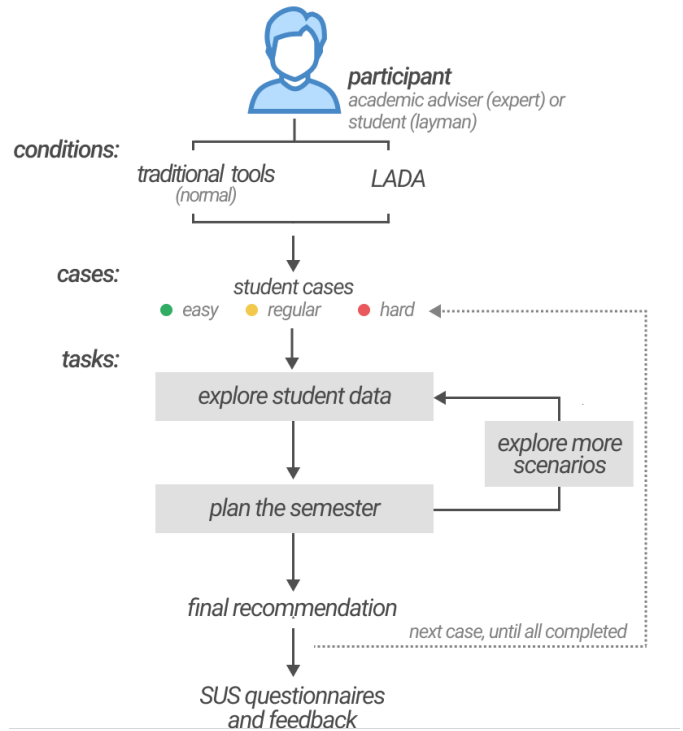 participant
academic adviser (expert) or
student (layman)
conditions:
traditional tools
(normal)
LADA
cases:
student cases
easy
regular
hard
tasks:
explore student data
explore more
scenarios
plan the semester
final recommendation
next case, until all completed
SUS questionnaires
and feedback